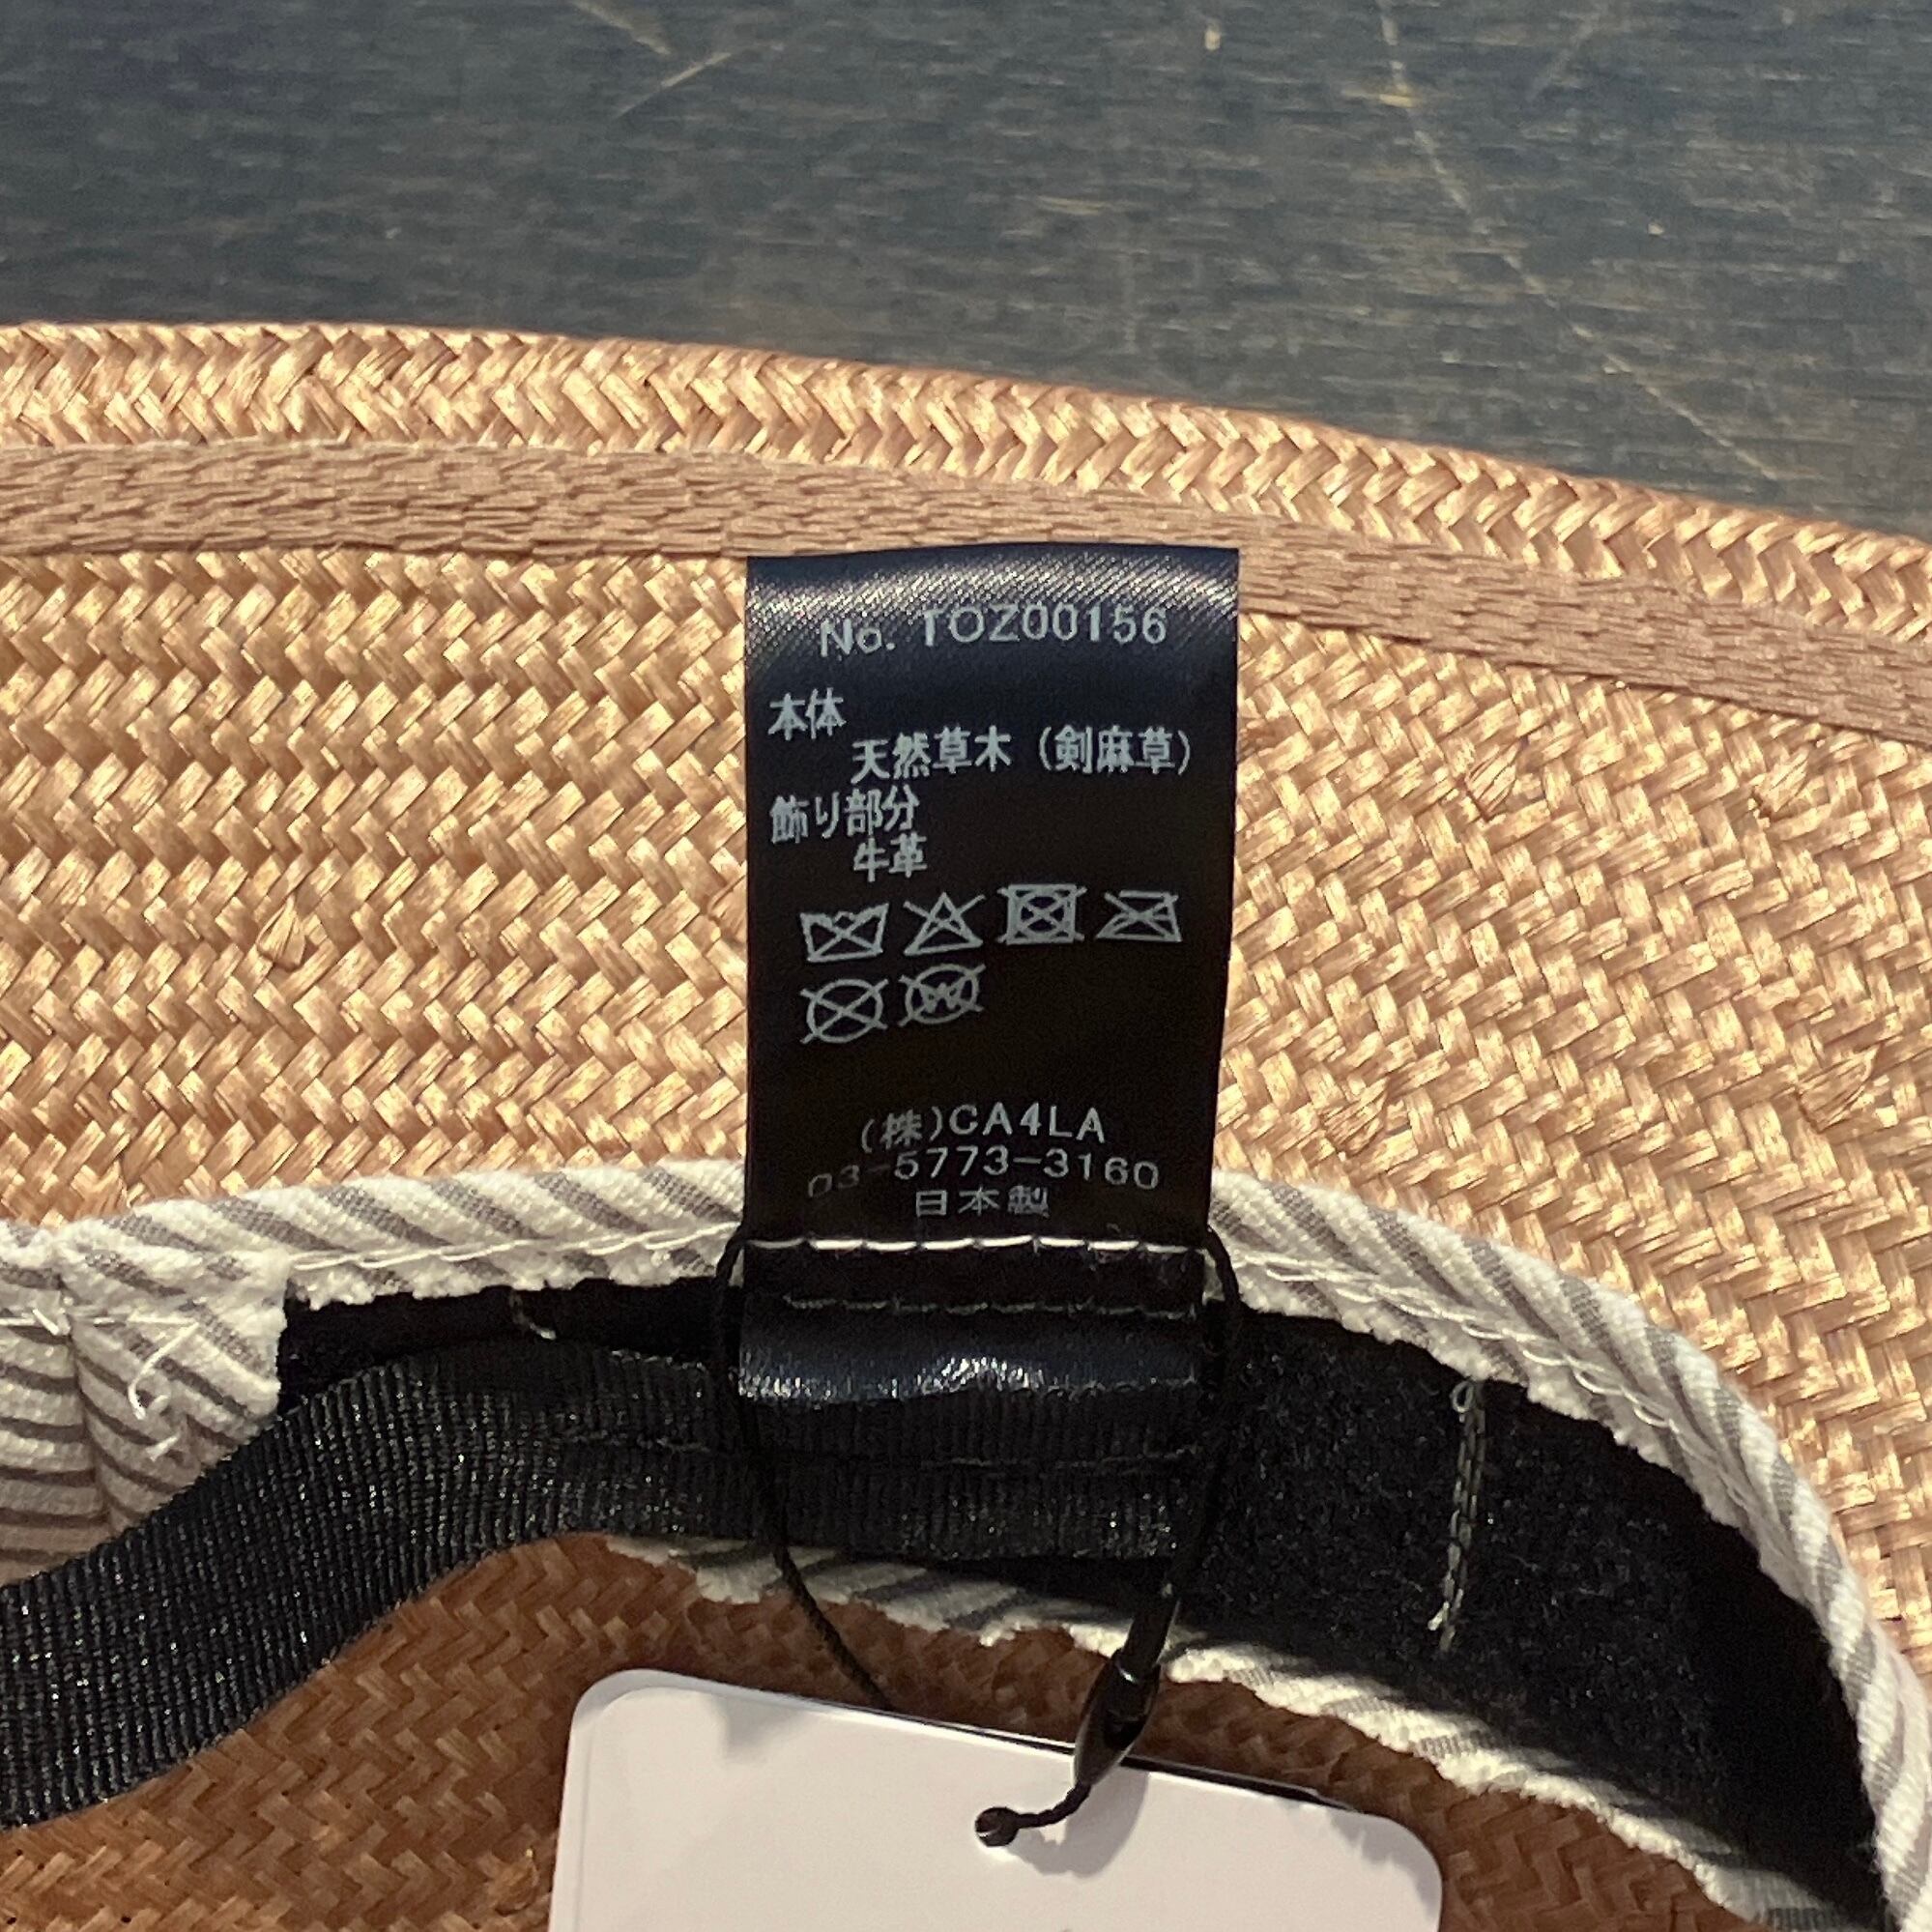 No. TOZ00156
本体
天然草木（剣麻草）
飾り部分
牛革
(株)CA4LA
03-5773-3160
日本製